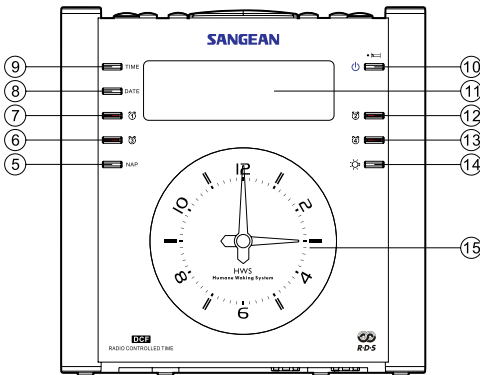 SANGEAN
9 TIME
8 DATE
7
6
5 NAP
10
11
12
13
14
15
12
2
4
6
8
10
HWS
Humane Waking System
DCF
RADIO CONTROLLED TIME
R·D·S